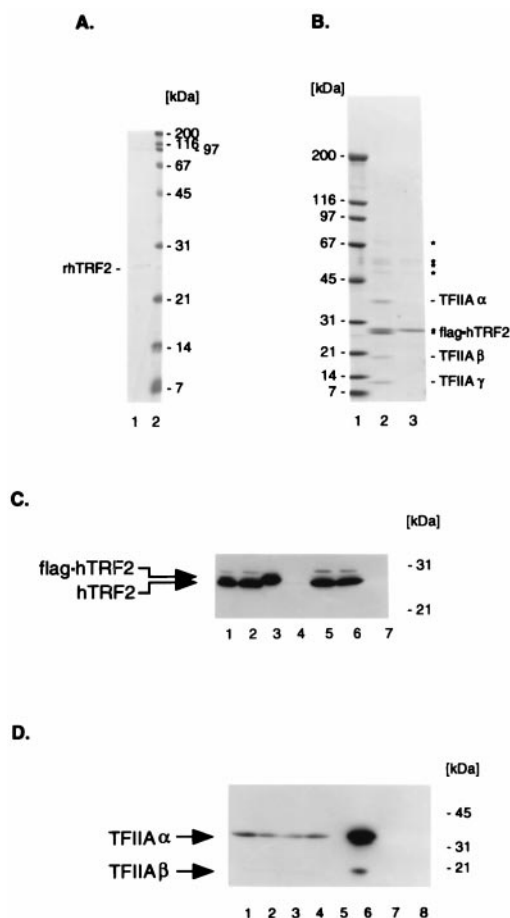 A.
[kDa]
200
116
97
67
45
31
rhTRF2 -
21
14
7
1 2
B.
[kDa]
200 -
116 -
97 -
67 -
45 -
31 -
21 -
14 -
7 -
TFIIA α
flag-hTRF2
TFIIA β
TFIIA γ
1 2 3
C.
[kDa]
flag-hTRF2
hTRF2
- 31
- 21
1 2 3 4 5 6 7
D.
[kDa]
TFIIA α
TFIIA β
- 45
- 31
- 21
1 2 3 4 5 6 7 8